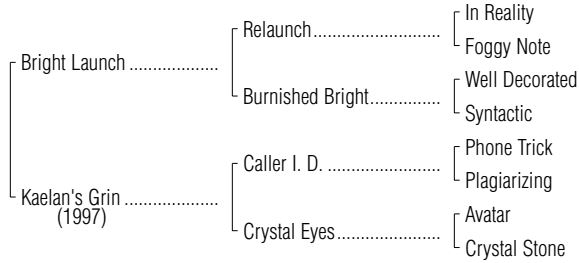 In Reality
Relaunch..............................
Foggy Note
Bright Launch ...................
Well Decorated
Burnished Bright................
Syntactic
Phone Trick
Caller I. D. ...........................
Plagiarizing
Kaelan's Grin ....................
(1997)
Avatar
Crystal Eyes.........................
Crystal Stone